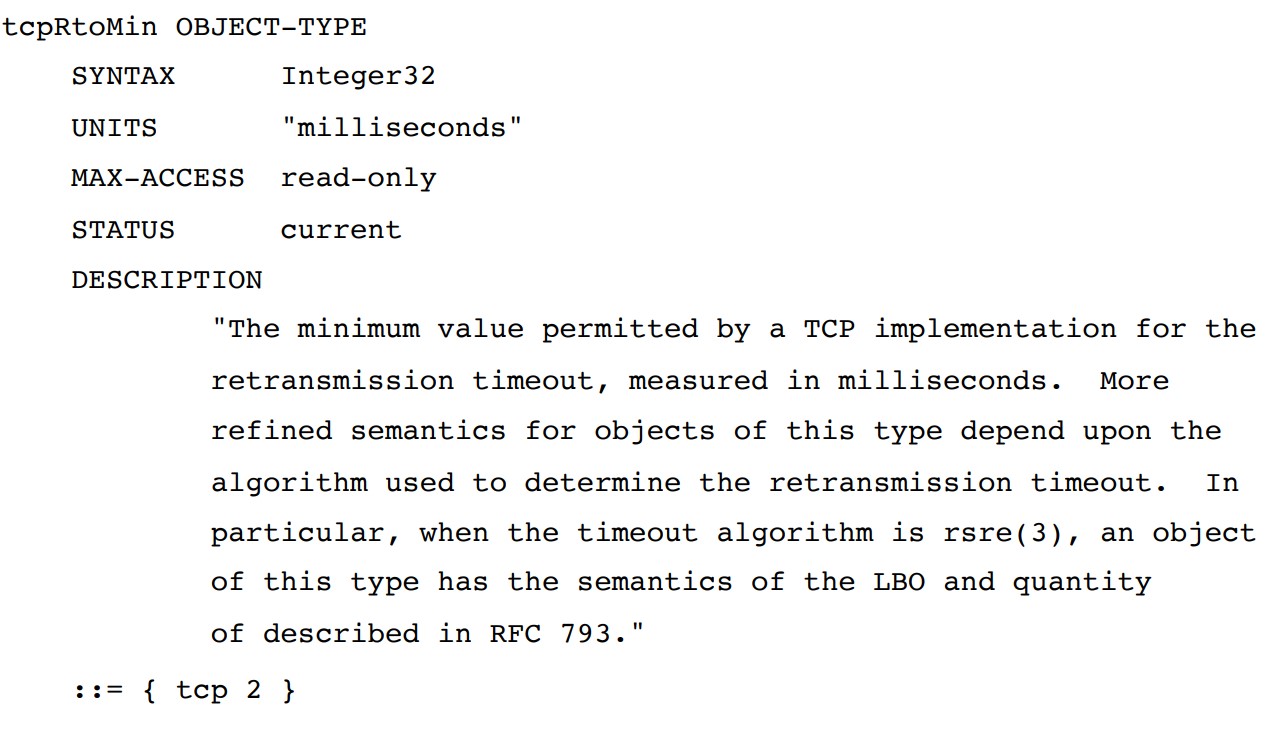 tcpRtoMin OBJECT-TYPE
SYNTAX Integer32
UNITS "milliseconds"
MAX-ACCESS read-only
STATUS current
DESCRIPTION
"The minimum value permitted by a TCP implementation for the
retransmission timeout, measured in milliseconds. More
refined semantics for objects of this type depend upon the
algorithm used to determine the retransmission timeout. In
particular, when the timeout algorithm is rsre(3), an object
of this type has the semantics of the LBO and quantity
of described in RFC 793."
::= { tcp 2 }